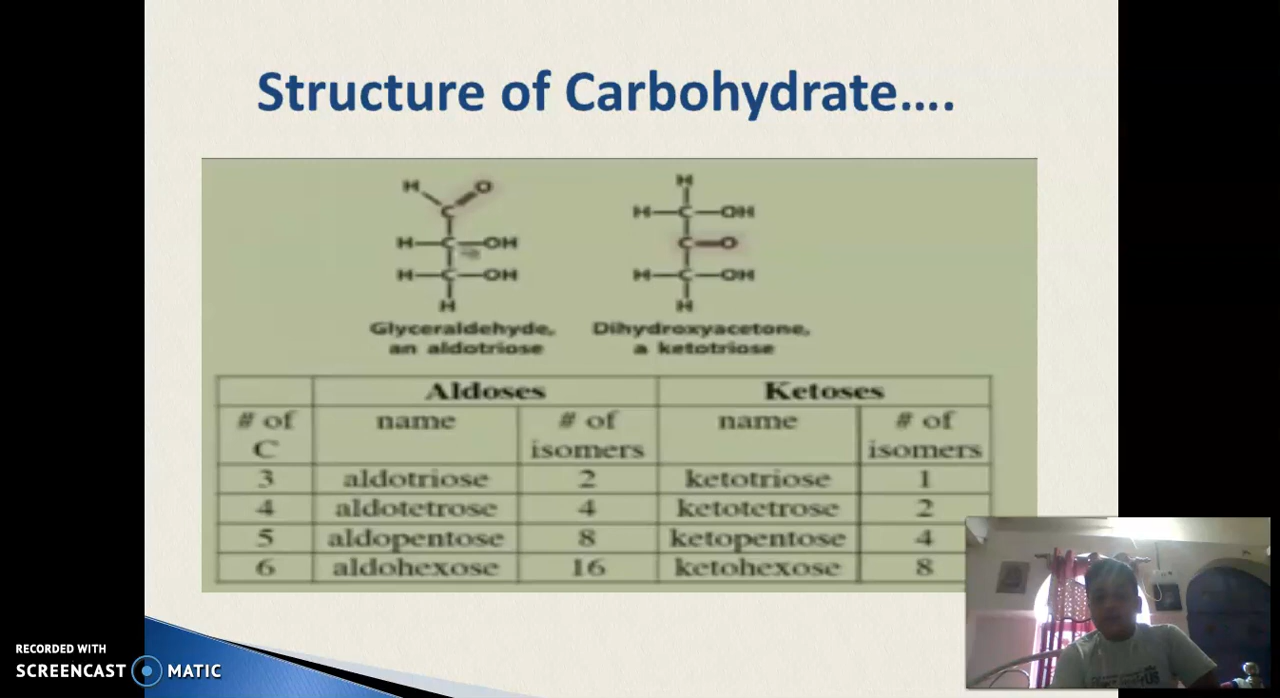 Structure of Carbohydrate....
H O
C
H—C—OH
H—C—OH
H
H
H—C—OH
C=O
H—C—OH
H
Glyceraldehyde,
an aldotriose
Dihydroxyacetone,
a ketotriose
Aldoses Ketoses
# of C name # of isomers name # of isomers
3 aldotriose 2 ketotriose 1
4 aldotetrose 4 ketotetrose 2
5 aldopentose 8 ketopentose 4
6 aldohexose 16 ketohexose 8
RECORDED WITH
SCREENCAST MATIC